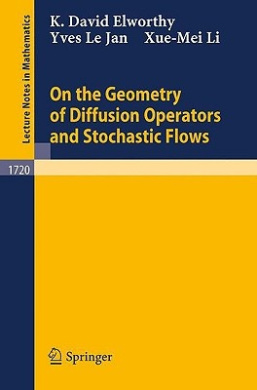 K. David Elworthy
Yves Le Jan Xue-Mei Li
Lecture Notes in Mathematics
1720
On the Geometry
of Diffusion Operators
and Stochastic Flows
Springer